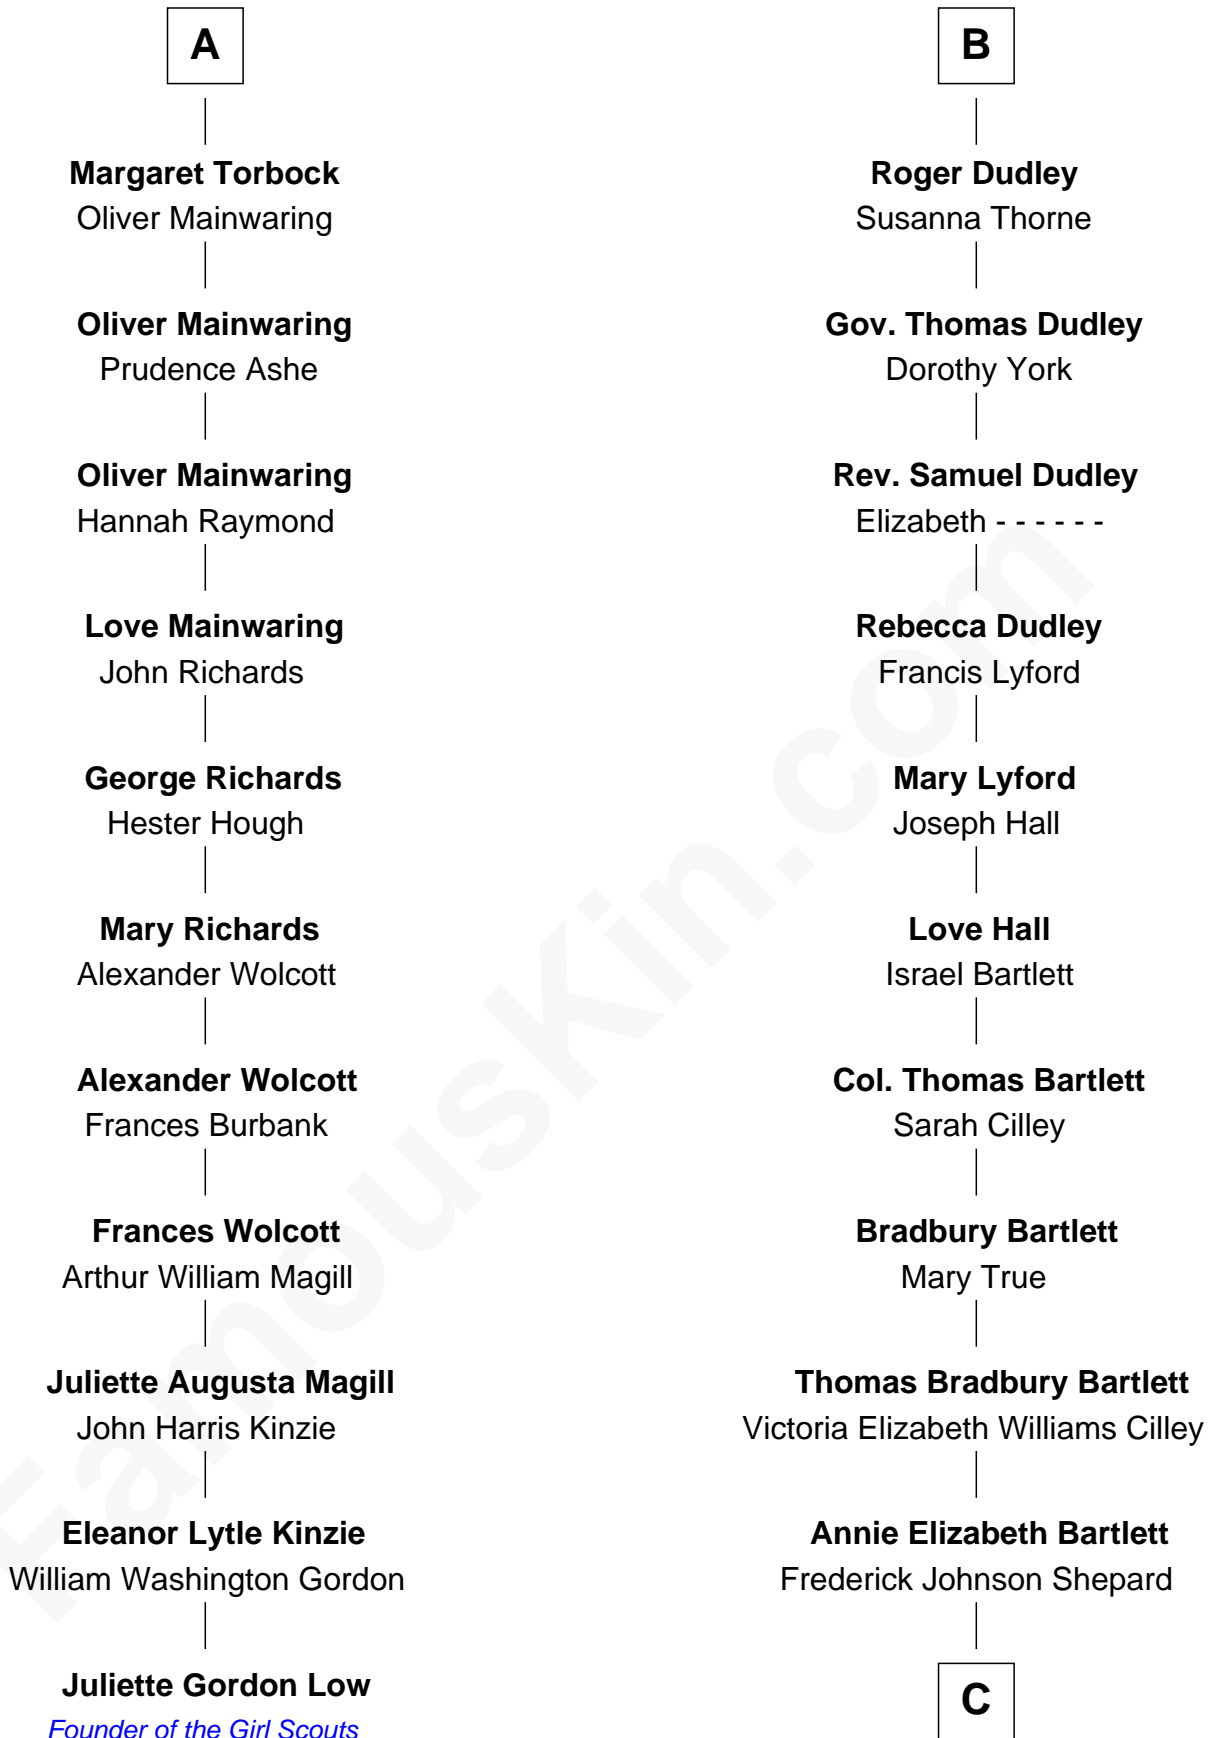 A
Margaret Torbock
Oliver Mainwaring
Oliver Mainwaring
Prudence Ashe
Oliver Mainwaring
Hannah Raymond
Love Mainwaring
John Richards
George Richards
Hester Hough
Mary Richards
Alexander Wolcott
Alexander Wolcott
Frances Burbank
Frances Wolcott
Arthur William Magill
Juliette Augusta Magill
John Harris Kinzie
Eleanor Lytle Kinzie
William Washington Gordon
Juliette Gordon Low
Founder of the Girl Scouts
B
Roger Dudley
Susanna Thorne
Gov. Thomas Dudley
Dorothy York
Rev. Samuel Dudley
Elizabeth - - - - - -
Rebecca Dudley
Francis Lyford
Mary Lyford
Joseph Hall
Love Hall
Israel Bartlett
Col. Thomas Bartlett
Sarah Cilley
Bradbury Bartlett
Mary True
Thomas Bradbury Bartlett
Victoria Elizabeth Williams Cilley
Annie Elizabeth Bartlett
Frederick Johnson Shepard
C
FamousKin.com